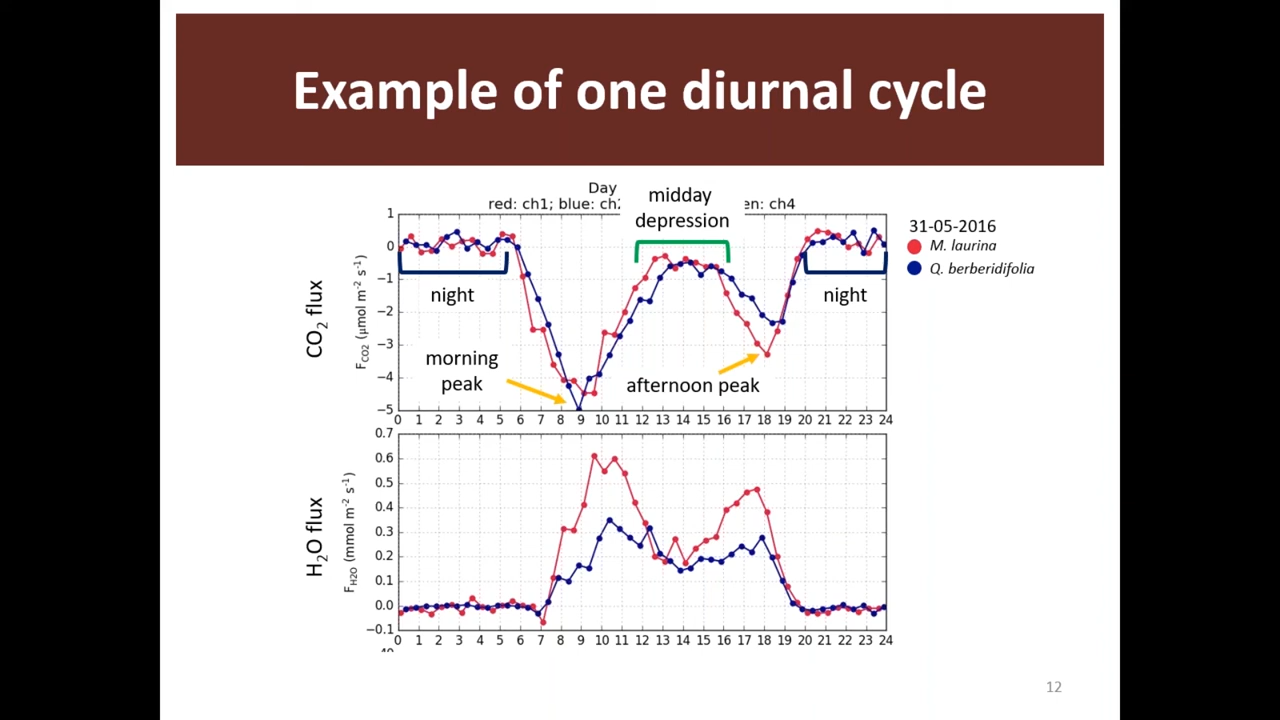 Example of one diurnal cycle
Day
midday
depression
red: ch1; blue: ch2
en: ch4
31-05-2016
M. laurina
Q. berberidifolia
CO2 flux
FCO2 (μmol m-2 s-1)
1
0
−1
−2
−3
−4
−5
night
night
morning
peak
afternoon peak
0 1 2 3 4 5 6 7 8 9 10 11 12 13 14 15 16 17 18 19 20 21 22 23 24
H2O flux
FH2O (mmol m-2 s-1)
0.7
0.6
0.5
0.4
0.3
0.2
0.1
0.0
−0.1
0 1 2 3 4 5 6 7 8 9 10 11 12 13 14 15 16 17 18 19 20 21 22 23 24
12